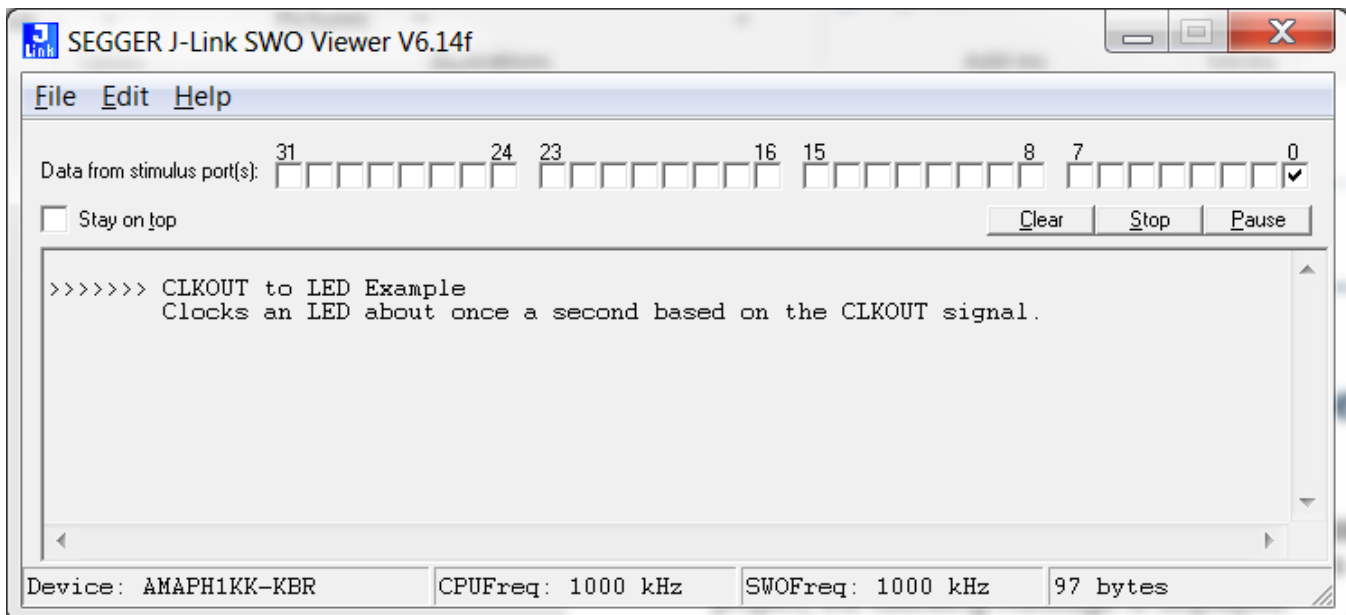 J Link SEGGER J-Link SWO Viewer V6.14f
File Edit Help
Data from stimulus port(s): 31 24 23 16 15 8 7 0
Stay on top Clear Stop Pause
>>>>>>> CLKOUT to LED Example
Clocks an LED about once a second based on the CLKOUT signal.
Device: AMAPH1KK-KBR CPUFreq: 1000 kHz SWOFreq: 1000 kHz 97 bytes